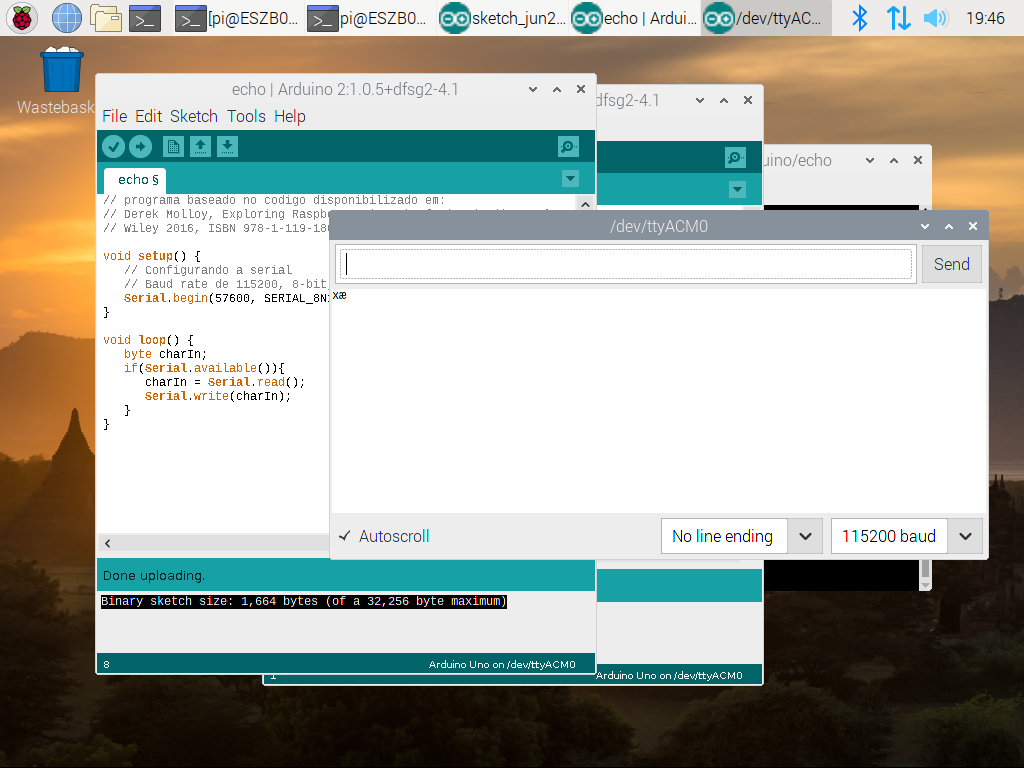 [pi@ESZB0...
pi@ESZB0...
sketch_jun2...
echo | Ardui...
/dev/ttyAC...
19:46
Wastebask
echo | Arduino 2:1.0.5+dfsg2-4.1
File Edit Sketch Tools Help
echo §
// programa baseado no codigo disponibilizado em:
// Derek Molloy, Exploring Raspb
// Wiley 2016, ISBN 978-1-119-18
void setup() {
// Configurando a serial
// Baud rate de 115200, 8-bit
Serial.begin(57600, SERIAL_8N
}
void loop() {
byte charIn;
if(Serial.available()){
charIn = Serial.read();
Serial.write(charIn);
}
}
Done uploading.
Binary sketch size: 1,664 bytes (of a 32,256 byte maximum)
8
Arduino Uno on /dev/ttyACM0
dfsg2-4.1
1
Arduino Uno on /dev/ttyACM0
uino/echo
/dev/ttyACM0
Send
xæ
Autoscroll
No line ending
115200 baud